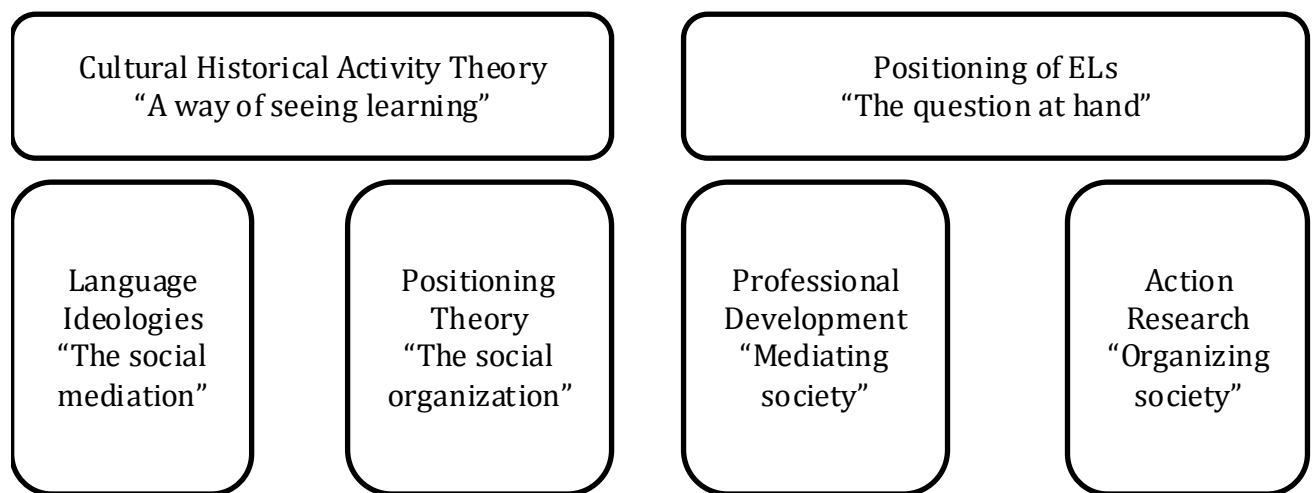 Cultural Historical Activity Theory
“A way of seeing learning”
Positioning of ELs
“The question at hand”
Language
Ideologies
“The social
mediation”
Positioning
Theory
“The social
organization”
Professional
Development
“Mediating
society”
Action
Research
“Organizing
society”